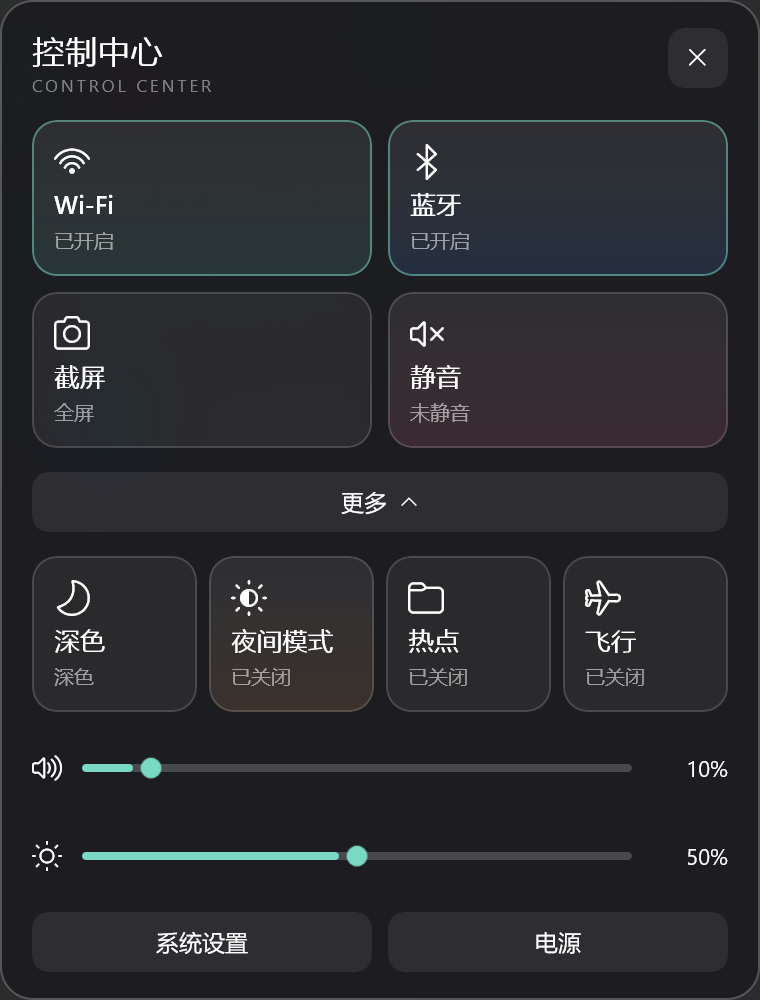 控制中心
CONTROL CENTER
Wi-Fi
已开启
蓝牙
已开启
截屏
全屏
静音
未静音
更多
深色
深色
夜间模式
已关闭
热点
已关闭
飞行
已关闭
10%
50%
系统设置
电源